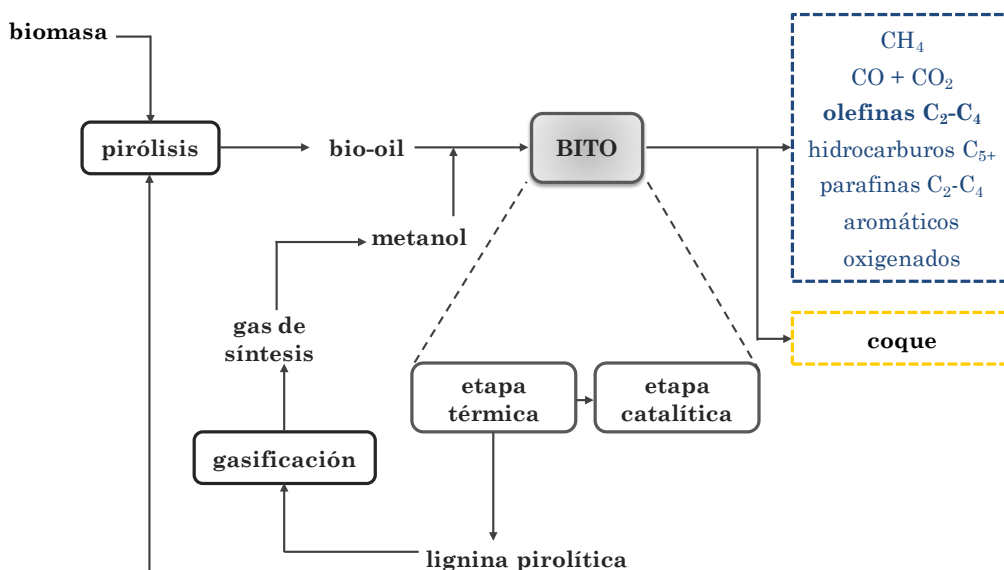 biomasa
pirólisis
bio-oil
BITO
metanol
gas de
síntesis
gasificación
etapa
térmica
etapa
catalítica
lignina pirolítica
CH₄
CO + CO₂
olefinas C₂-C₄
hidrocarburos C₅₊
parafinas C₂-C₄
aromáticos
oxigenados
coque